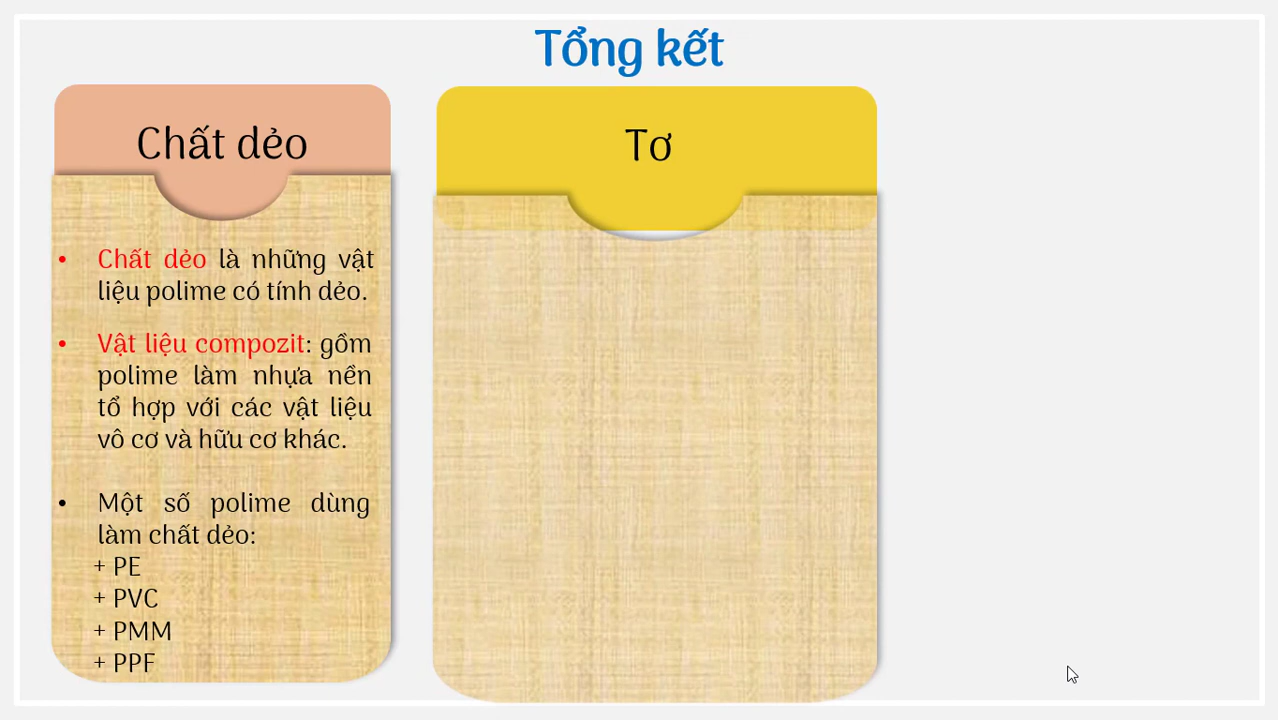 Tổng kết
Chất dẻo
• Chất dẻo là những vật
liệu polime có tính dẻo.
• Vật liệu compozit: gồm
polime làm nhựa nền
tổ hợp với các vật liệu
vô cơ và hữu cơ khác.
• Một số polime dùng
làm chất dẻo:
+ PE
+ PVC
+ PMM
+ PPF
Tơ